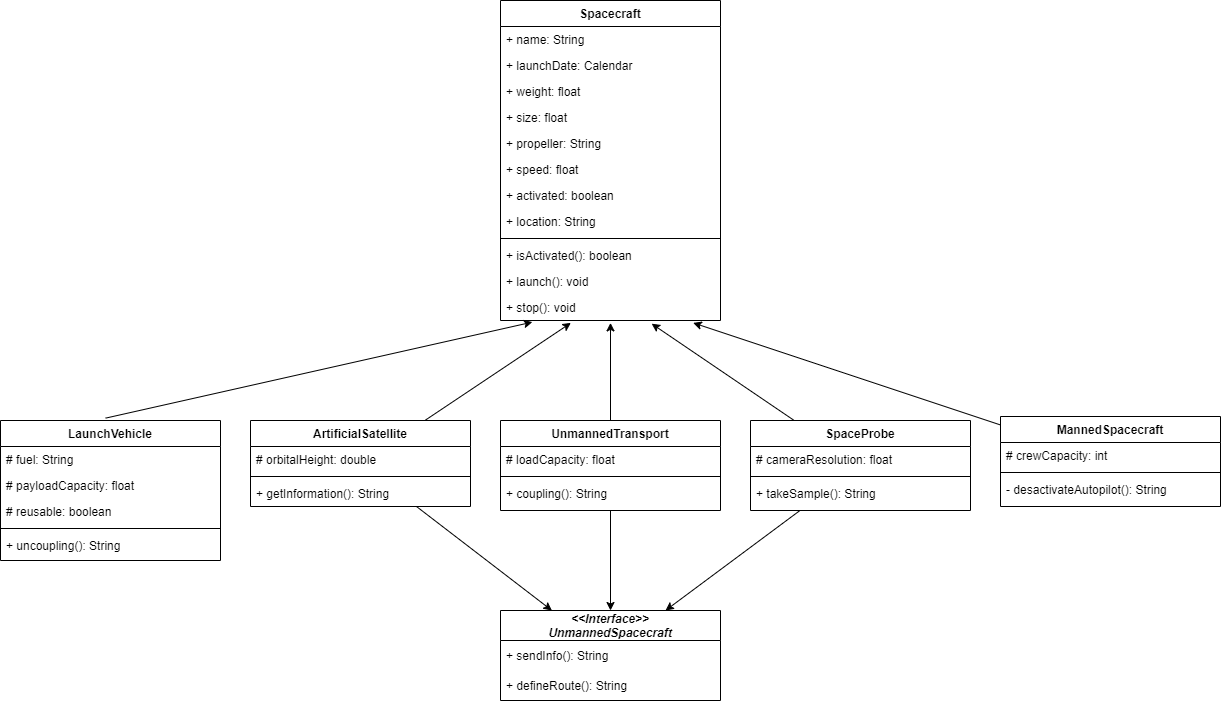 Spacecraft
+ name: String
+ launchDate: Calendar
+ weight: float
+ size: float
+ propeller: String
+ speed: float
+ activated: boolean
+ location: String
+ isActivated(): boolean
+ launch(): void
+ stop(): void
LaunchVehicle
# fuel: String
# payloadCapacity: float
# reusable: boolean
+ uncoupling(): String
ArtificialSatellite
# orbitalHeight: double
+ getInformation(): String
UnmannedTransport
# loadCapacity: float
+ coupling(): String
SpaceProbe
# cameraResolution: float
+ takeSample(): String
MannedSpacecraft
# crewCapacity: int
- desactivateAutopilot(): String
<<Interface>>
UnmannedSpacecraft
+ sendInfo(): String
+ defineRoute(): String